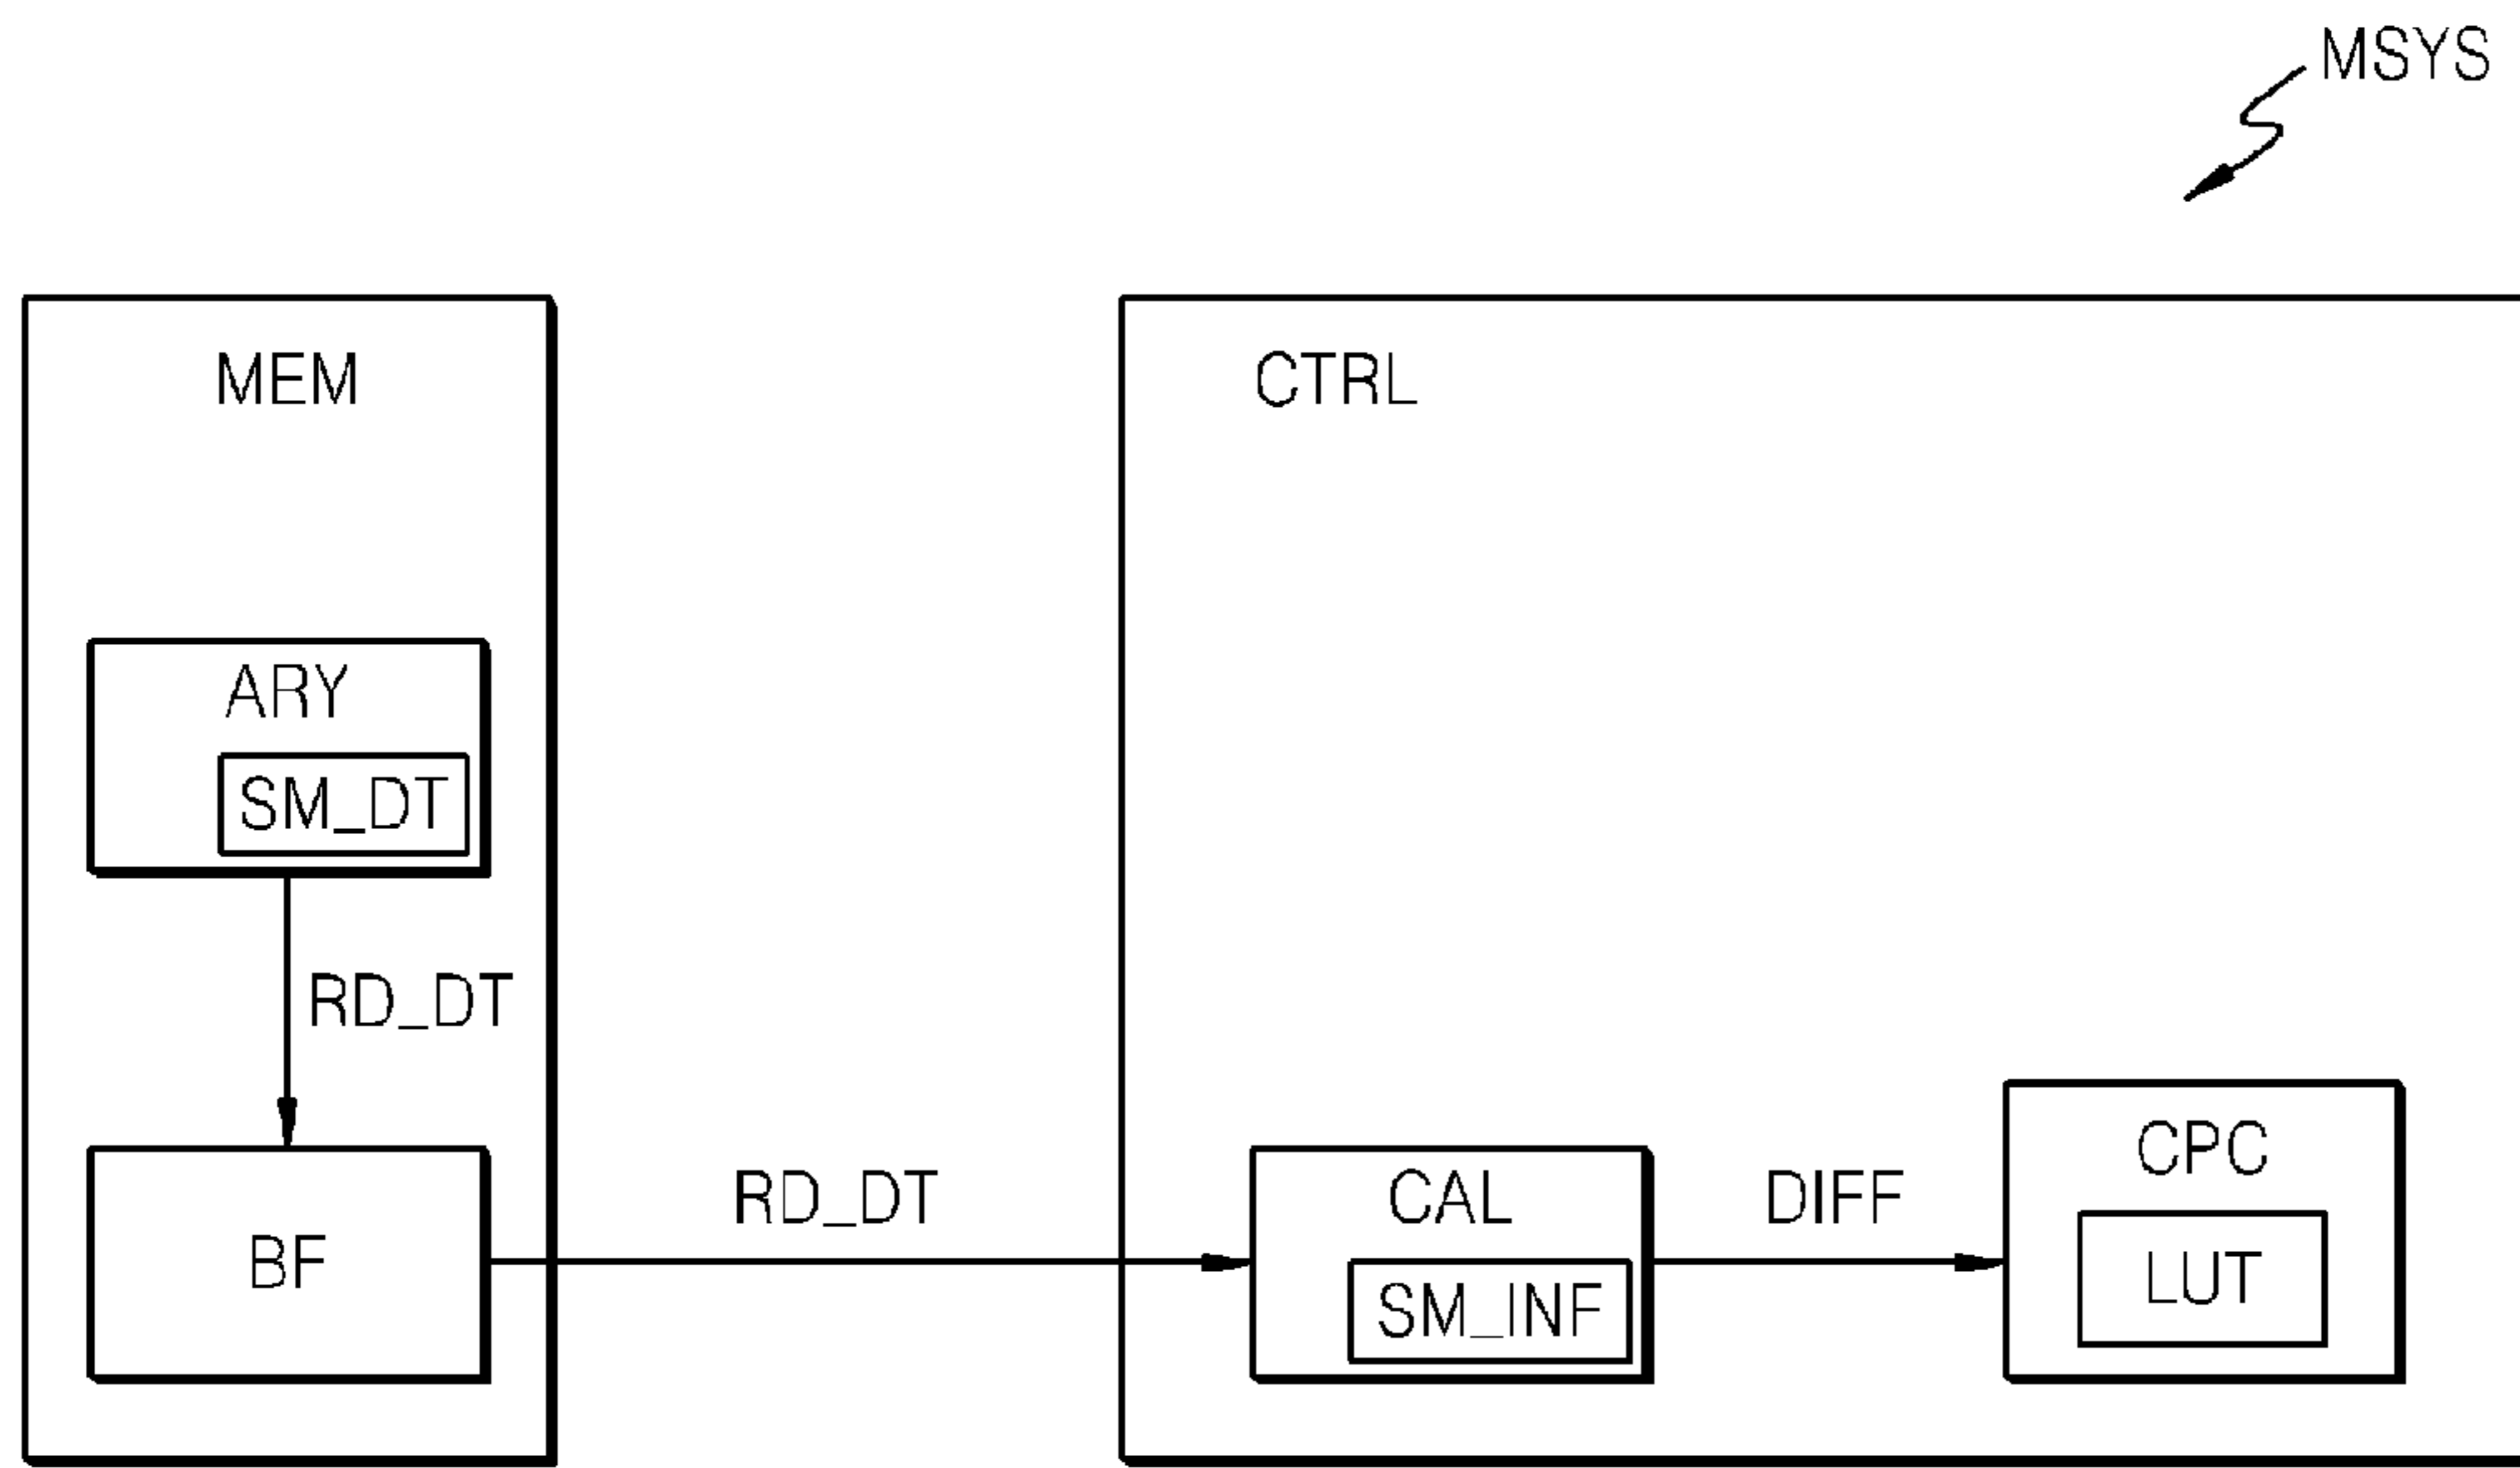 MSYS
MEM
CTRL
ARY
SM_DT
RD_DT
BF
RD_DT
CAL
SM_INF
DIFF
CPC
LUT